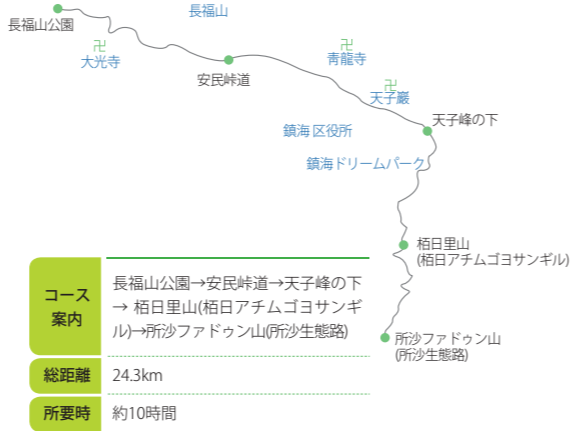 長福山公園
長福山
卍
大光寺
安民峠道
卍
青龍寺
卍
天子巖
天子峰の下
鎮海 区役所
鎮海ドリームパーク
栢日里山
(栢日アチムゴヨサンギル)
所沙ファドゥン山
(所沙生態路)
コース
案内
長福山公園→安民峠道→天子峰の下
→ 栢日里山(栢日アチムゴヨサンギ
ル)→所沙ファドゥン山(所沙生態路)
総距離
24.3km
所要時
約10時間